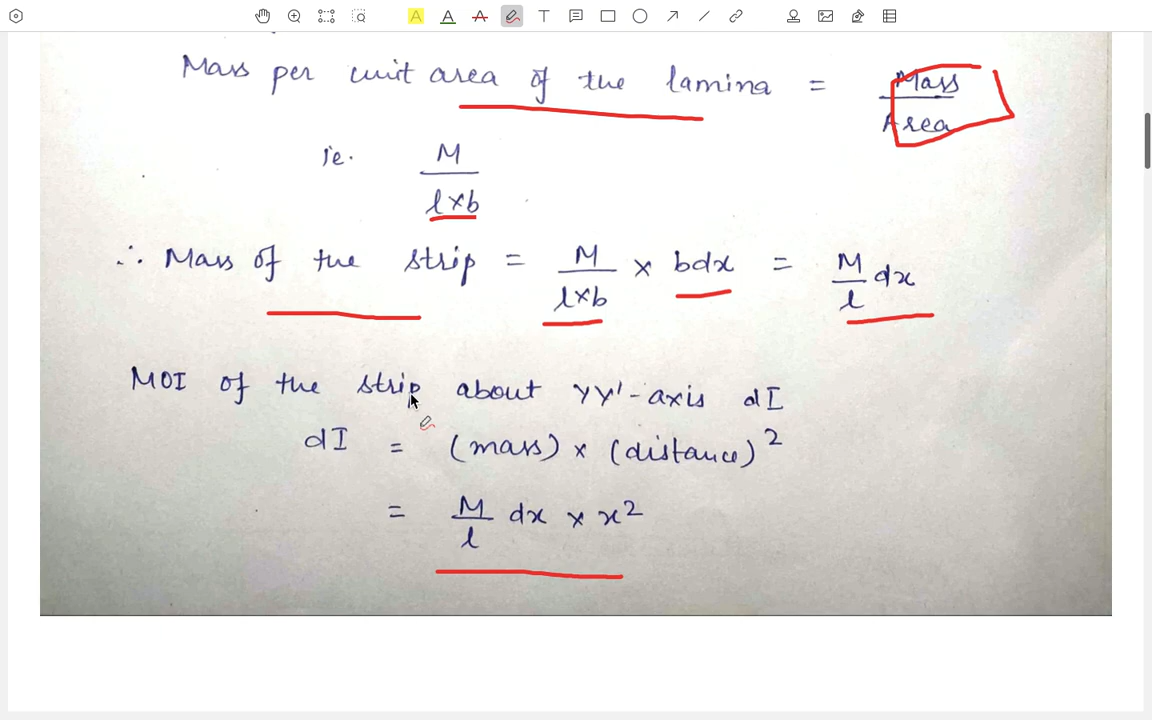 Mass per unit area of the lamina = Mass / Area
ie. M / l×b
∴ Mass of the strip = M / l×b × bdx = M / l dx
MOI of the strip about YY'-axis dI
dI = (mass) × (distance)²
= M / l dx × x²